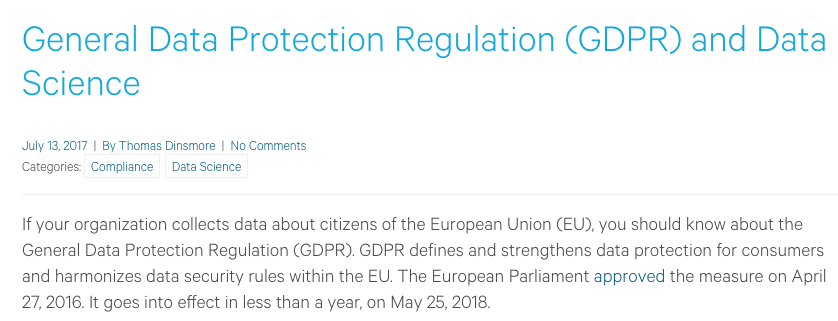 General Data Protection Regulation (GDPR) and Data
Science
July 13, 2017 | By Thomas Dinsmore | No Comments
Categories: Compliance Data Science
If your organization collects data about citizens of the European Union (EU), you should know about the
General Data Protection Regulation (GDPR). GDPR defines and strengthens data protection for consumers
and harmonizes data security rules within the EU. The European Parliament approved the measure on April
27, 2016. It goes into effect in less than a year, on May 25, 2018.